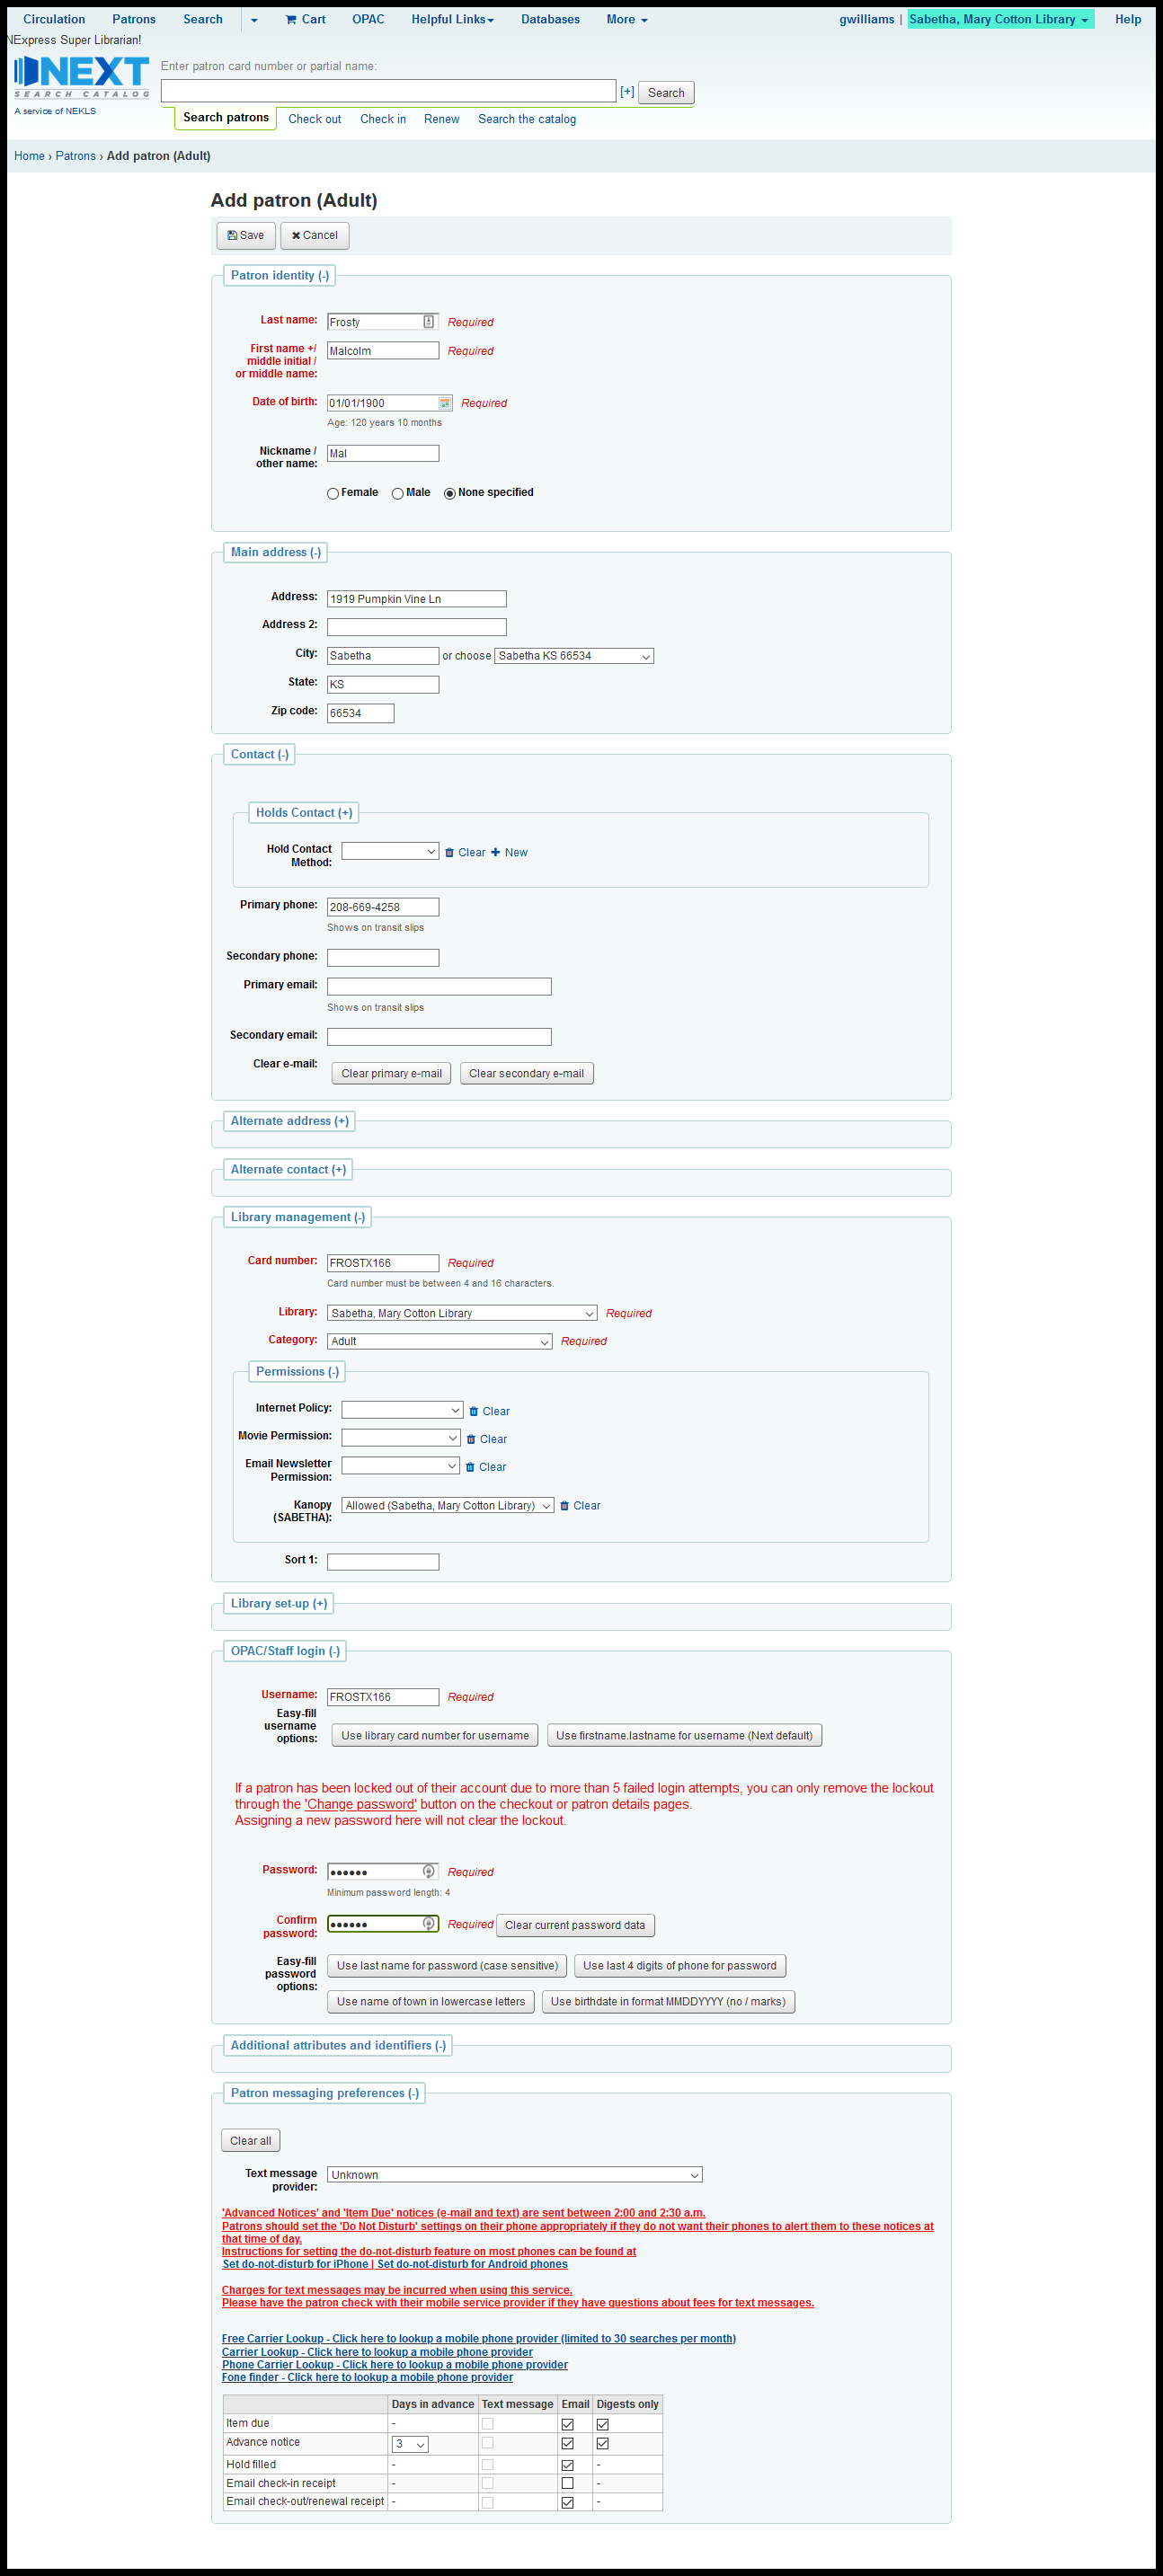 Circulation Patrons Search Cart OPAC Helpful Links Databases More gwilliams | Sabetha, Mary Cotton Library Help
NExpress Super Librarian!
NEXT
SEARCH CATALOG
A service of NEKLS
Enter patron card number or partial name:
[+] Search
Search patrons Check out Check in Renew Search the catalog
Home › Patrons › Add patron (Adult)
Add patron (Adult)
Save Cancel
Patron identity (-)
Last name: Frosty Required
First name +/ middle initial / or middle name: Malcolm Required
Date of birth: 01/01/1900 Required
Age: 120 years 10 months
Nickname / other name: Mal
Female Male None specified
Main address (-)
Address: 1919 Pumpkin Vine Ln
Address 2:
City: Sabetha or choose Sabetha KS 66534
State: KS
Zip code: 66534
Contact (-)
Holds Contact (+)
Hold Contact Method: Clear New
Primary phone: 208-669-4258
Shows on transit slips
Secondary phone:
Primary email:
Shows on transit slips
Secondary email:
Clear e-mail: Clear primary e-mail Clear secondary e-mail
Alternate address (+)
Alternate contact (+)
Library management (-)
Card number: FROSTX166 Required
Card number must be between 4 and 16 characters.
Library: Sabetha, Mary Cotton Library Required
Category: Adult Required
Permissions (-)
Internet Policy: Clear
Movie Permission: Clear
Email Newsletter Permission: Clear
Kanopy (SABETHA): Allowed (Sabetha, Mary Cotton Library) Clear
Sort 1:
Library set-up (+)
OPAC/Staff login (-)
Username: FROSTX166 Required
Easy-fill username options: Use library card number for username Use firstname.lastname for username (Next default)
If a patron has been locked out of their account due to more than 5 failed login attempts, you can only remove the lockout
through the 'Change password' button on the checkout or patron details pages.
Assigning a new password here will not clear the lockout.
Password: ●●●●●● Required
Minimum password length: 4
Confirm password: ●●●●●● Required Clear current password data
Easy-fill password options: Use last name for password (case sensitive) Use last 4 digits of phone for password
Use name of town in lowercase letters Use birthdate in format MMDDYYYY (no / marks)
Additional attributes and identifiers (-)
Patron messaging preferences (-)
Clear all
Text message provider: Unknown
'Advanced Notices' and 'Item Due' notices (e-mail and text) are sent between 2:00 and 2:30 a.m.
Patrons should set the 'Do Not Disturb' settings on their phone appropriately if they do not want their phones to alert them to these notices at
that time of day.
Instructions for setting the do-not-disturb feature on most phones can be found at
Set do-not-disturb for iPhone | Set do-not-disturb for Android phones
Charges for text messages may be incurred when using this service.
Please have the patron check with their mobile service provider if they have questions about fees for text messages.
Free Carrier Lookup - Click here to lookup a mobile phone provider (limited to 30 searches per month)
Carrier Lookup - Click here to lookup a mobile phone provider
Phone Carrier Lookup - Click here to lookup a mobile phone provider
Fone finder - Click here to lookup a mobile phone provider
Days in advance Text message Email Digests only
Item due -
Advance notice 3
Hold filled - -
Email check-in receipt - -
Email check-out/renewal receipt - -